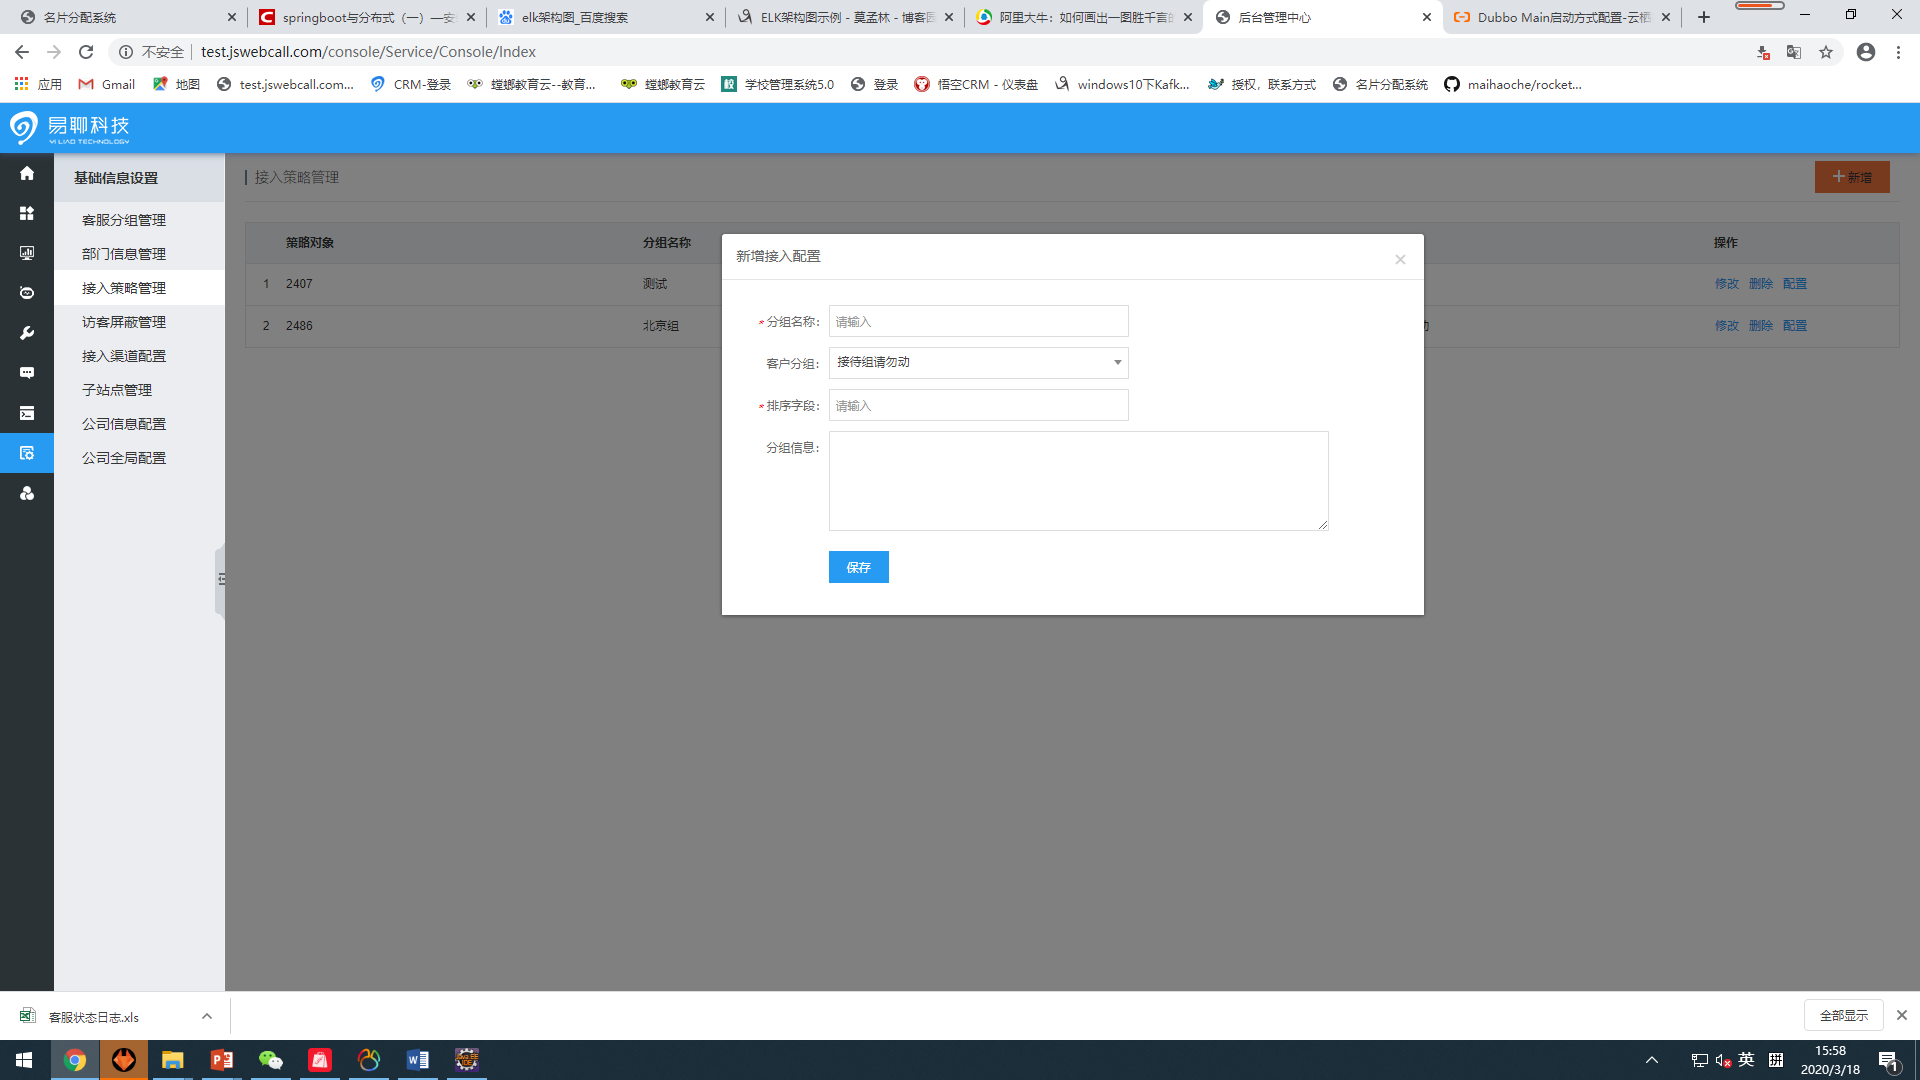 名片分配系统
springboot与分布式（一）—安
elk架构图_百度搜索
ELK架构图示例 - 莫孟林 - 博客园
阿里大牛：如何画出一图胜千言的
后台管理中心
Dubbo Main启动方式配置-云栖
不安全 test.jswebcall.com/console/Service/Console/Index
应用
Gmail
地图
test.jswebcall.com...
CRM-登录
螳螂教育云--教育...
螳螂教育云
学校管理系统5.0
登录
悟空CRM - 仪表盘
windows10下Kafk...
授权，联系方式
名片分配系统
maihaoche/rocket...
易聊科技
YI LIAO TECHNOLOGY
基础信息设置
客服分组管理
部门信息管理
接入策略管理
访客屏蔽管理
接入渠道配置
子站点管理
公司信息配置
公司全局配置
接入策略管理
新增
策略对象 分组名称 操作
1 2407 测试 修改 删除 配置
2 2486 北京组 修改 删除 配置
新增接入配置
* 分组名称： 请输入
客户分组： 接待组请勿动
* 排序字段： 请输入
分组信息：
保存
客服状态日志.xls
全部显示
英
拼
15:58
2020/3/18
1